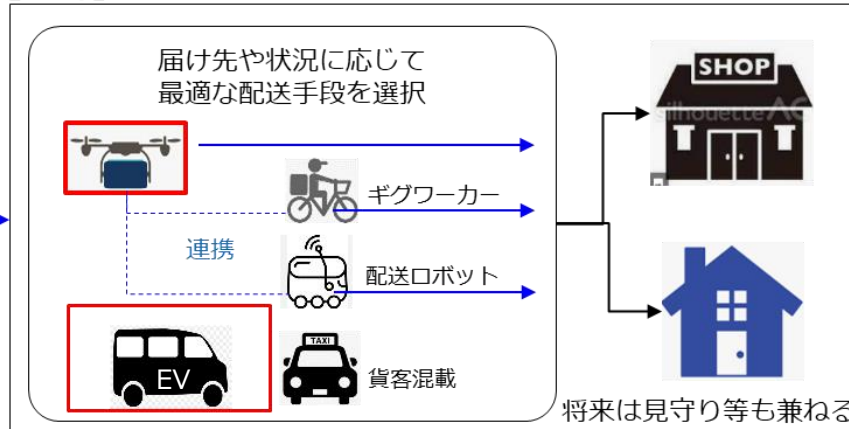 届け先や状況に応じて
最適な配送手段を選択
SHOP
silhouetteAC
ギグワーカー
連携
配送ロボット
EV
TAXI
貨客混載
将来は見守り等も兼ねる